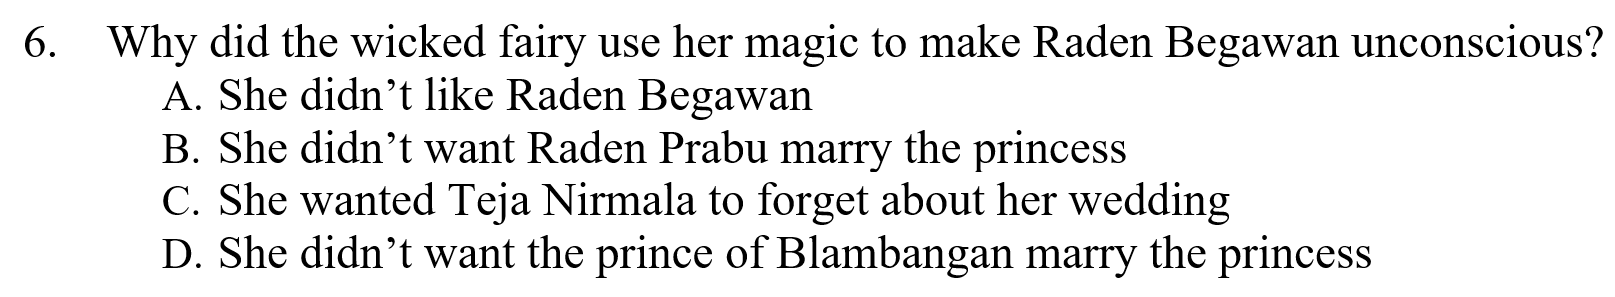 6. Why did the wicked fairy use her magic to make Raden Begawan unconscious?
A. She didn’t like Raden Begawan
B. She didn’t want Raden Prabu marry the princess
C. She wanted Teja Nirmala to forget about her wedding
D. She didn’t want the prince of Blambangan marry the princess